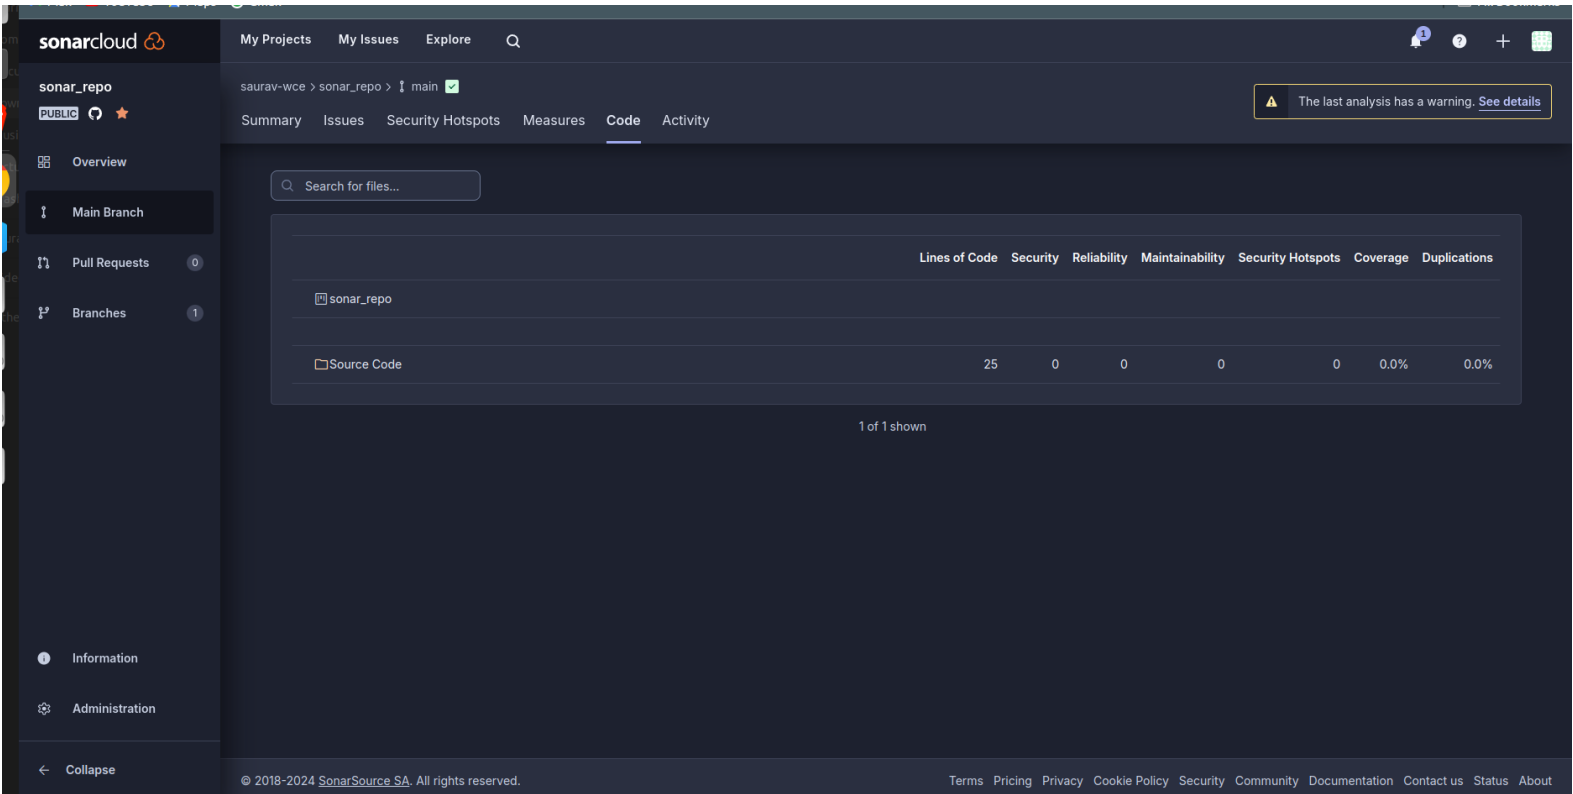 sonarcloud
My Projects My Issues Explore
1
sonar_repo
PUBLIC
saurav-wce > sonar_repo > main
The last analysis has a warning. See details
Summary Issues Security Hotspots Measures Code Activity
Overview
Main Branch
Pull Requests 0
Branches 1
Search for files...
Lines of Code Security Reliability Maintainability Security Hotspots Coverage Duplications
sonar_repo
Source Code 25 0 0 0 0 0.0% 0.0%
1 of 1 shown
Information
Administration
Collapse
© 2018-2024 SonarSource SA. All rights reserved.
Terms Pricing Privacy Cookie Policy Security Community Documentation Contact us Status About